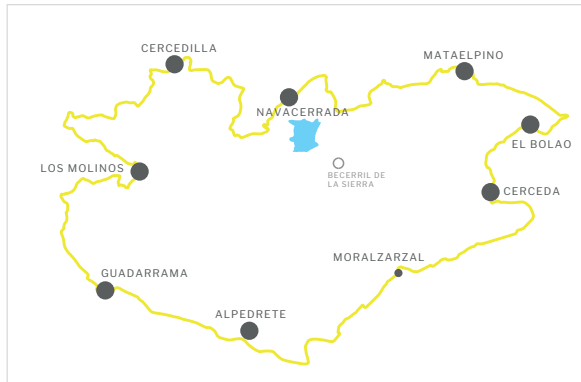 CERCEDILLA
MATAELPINO
NAVACERRADA
EL BOLAO
LOS MOLINOS
BECERRIL DE
LA SIERRA
CERCEDA
MORALZARZAL
GUADARRAMA
ALPEDRETE